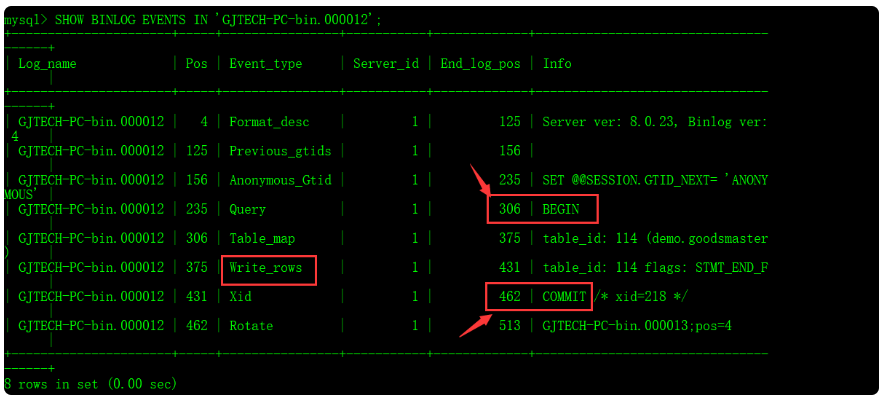 mysql> SHOW BINLOG EVENTS IN 'GJTECH-PC-bin.000012';
+----------------------+-----+----------------+-----------+-------------+----------------------------
------+
| Log_name | Pos | Event_type | Server_id | End_log_pos | Info
|
+----------------------+-----+----------------+-----------+-------------+----------------------------
------+
| GJTECH-PC-bin.000012 | 4 | Format_desc | 1 | 125 | Server ver: 8.0.23, Binlog ver:
4 |
| GJTECH-PC-bin.000012 | 125 | Previous_gtids | 1 | 156 |
|
| GJTECH-PC-bin.000012 | 156 | Anonymous_Gtid | 1 | 235 | SET @@SESSION.GTID_NEXT= 'ANONY
MOUS' |
| GJTECH-PC-bin.000012 | 235 | Query | 1 | 306 | BEGIN
|
| GJTECH-PC-bin.000012 | 306 | Table_map | 1 | 375 | table_id: 114 (demo.goodsmaster
) |
| GJTECH-PC-bin.000012 | 375 | Write_rows | 1 | 431 | table_id: 114 flags: STMT_END_F
|
| GJTECH-PC-bin.000012 | 431 | Xid | 1 | 462 | COMMIT /* xid=218 */
|
| GJTECH-PC-bin.000012 | 462 | Rotate | 1 | 513 | GJTECH-PC-bin.000013;pos=4
|
+----------------------+-----+----------------+-----------+-------------+----------------------------
------+
8 rows in set (0.00 sec)